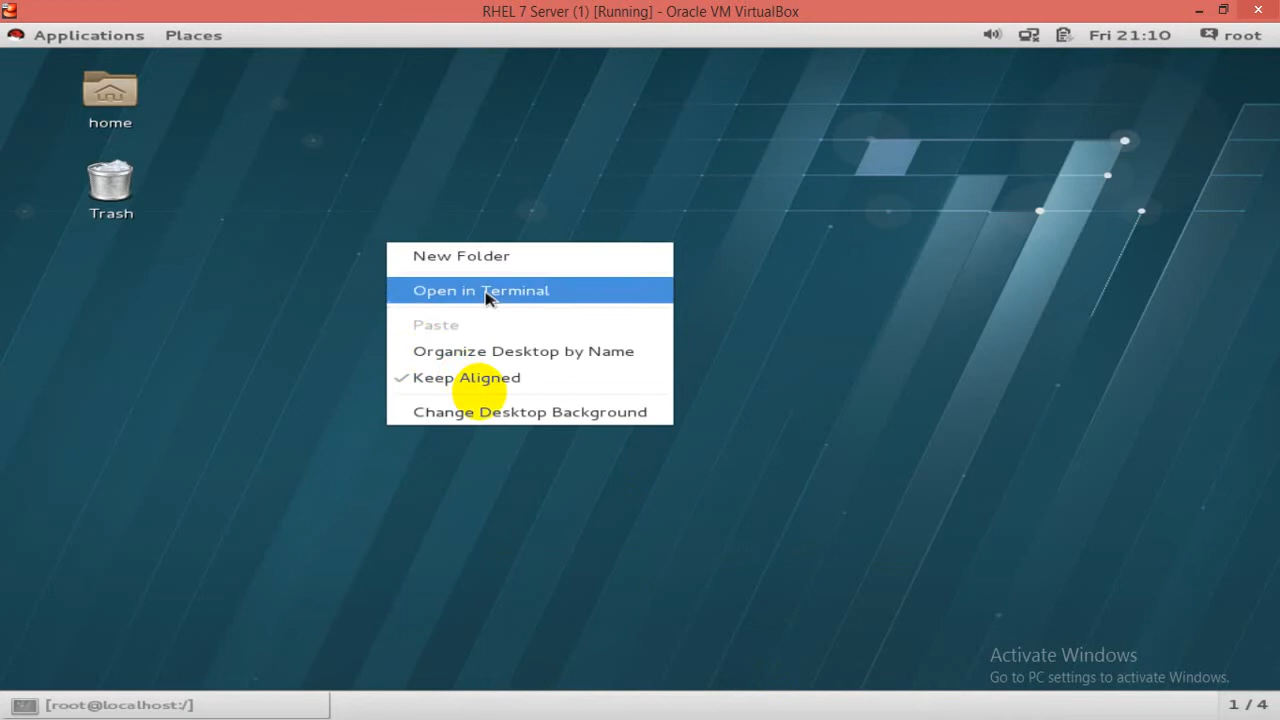 RHEL 7 Server (1) [Running] - Oracle VM VirtualBox
Applications Places Fri 21:10 root
home
Trash
New Folder
Open in Terminal
Paste
Organize Desktop by Name
Keep Aligned
Change Desktop Background
Activate Windows
Go to PC settings to activate Windows.
[root@localhost:/] 1 / 4